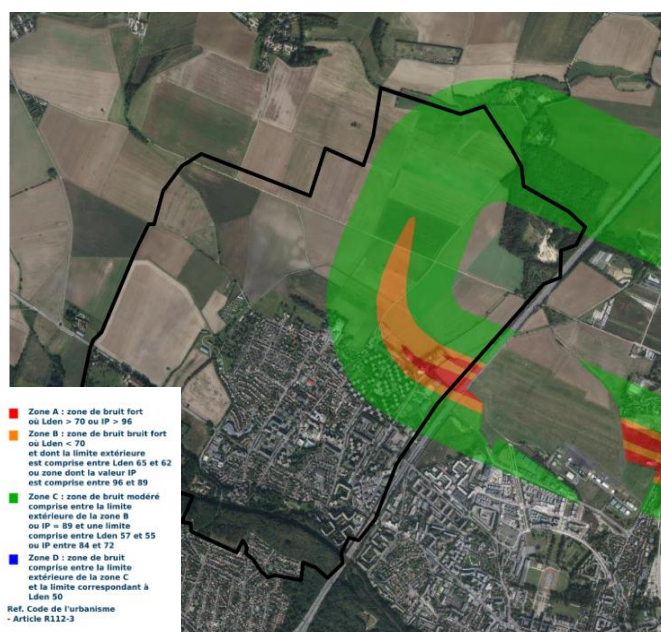 Zone A : zone de bruit fort
où Lden > 70 ou IP > 96
Zone B : zone de bruit bruit fort
où Lden < 70
et dont la limite extérieure
est comprise entre Lden 65 et 62
ou zone dont la valeur IP
est comprise entre 96 et 89
Zone C : zone de bruit modéré
comprise entre la limite
extérieure de la zone B
ou IP = 89 et une limite
comprise entre Lden 57 et 55
ou IP entre 84 et 72
Zone D : zone de bruit
comprise entre la limite
extérieure de la zone C
et la limite correspondant à
Lden 50
Ref. Code de l'urbanisme
- Article R112-3